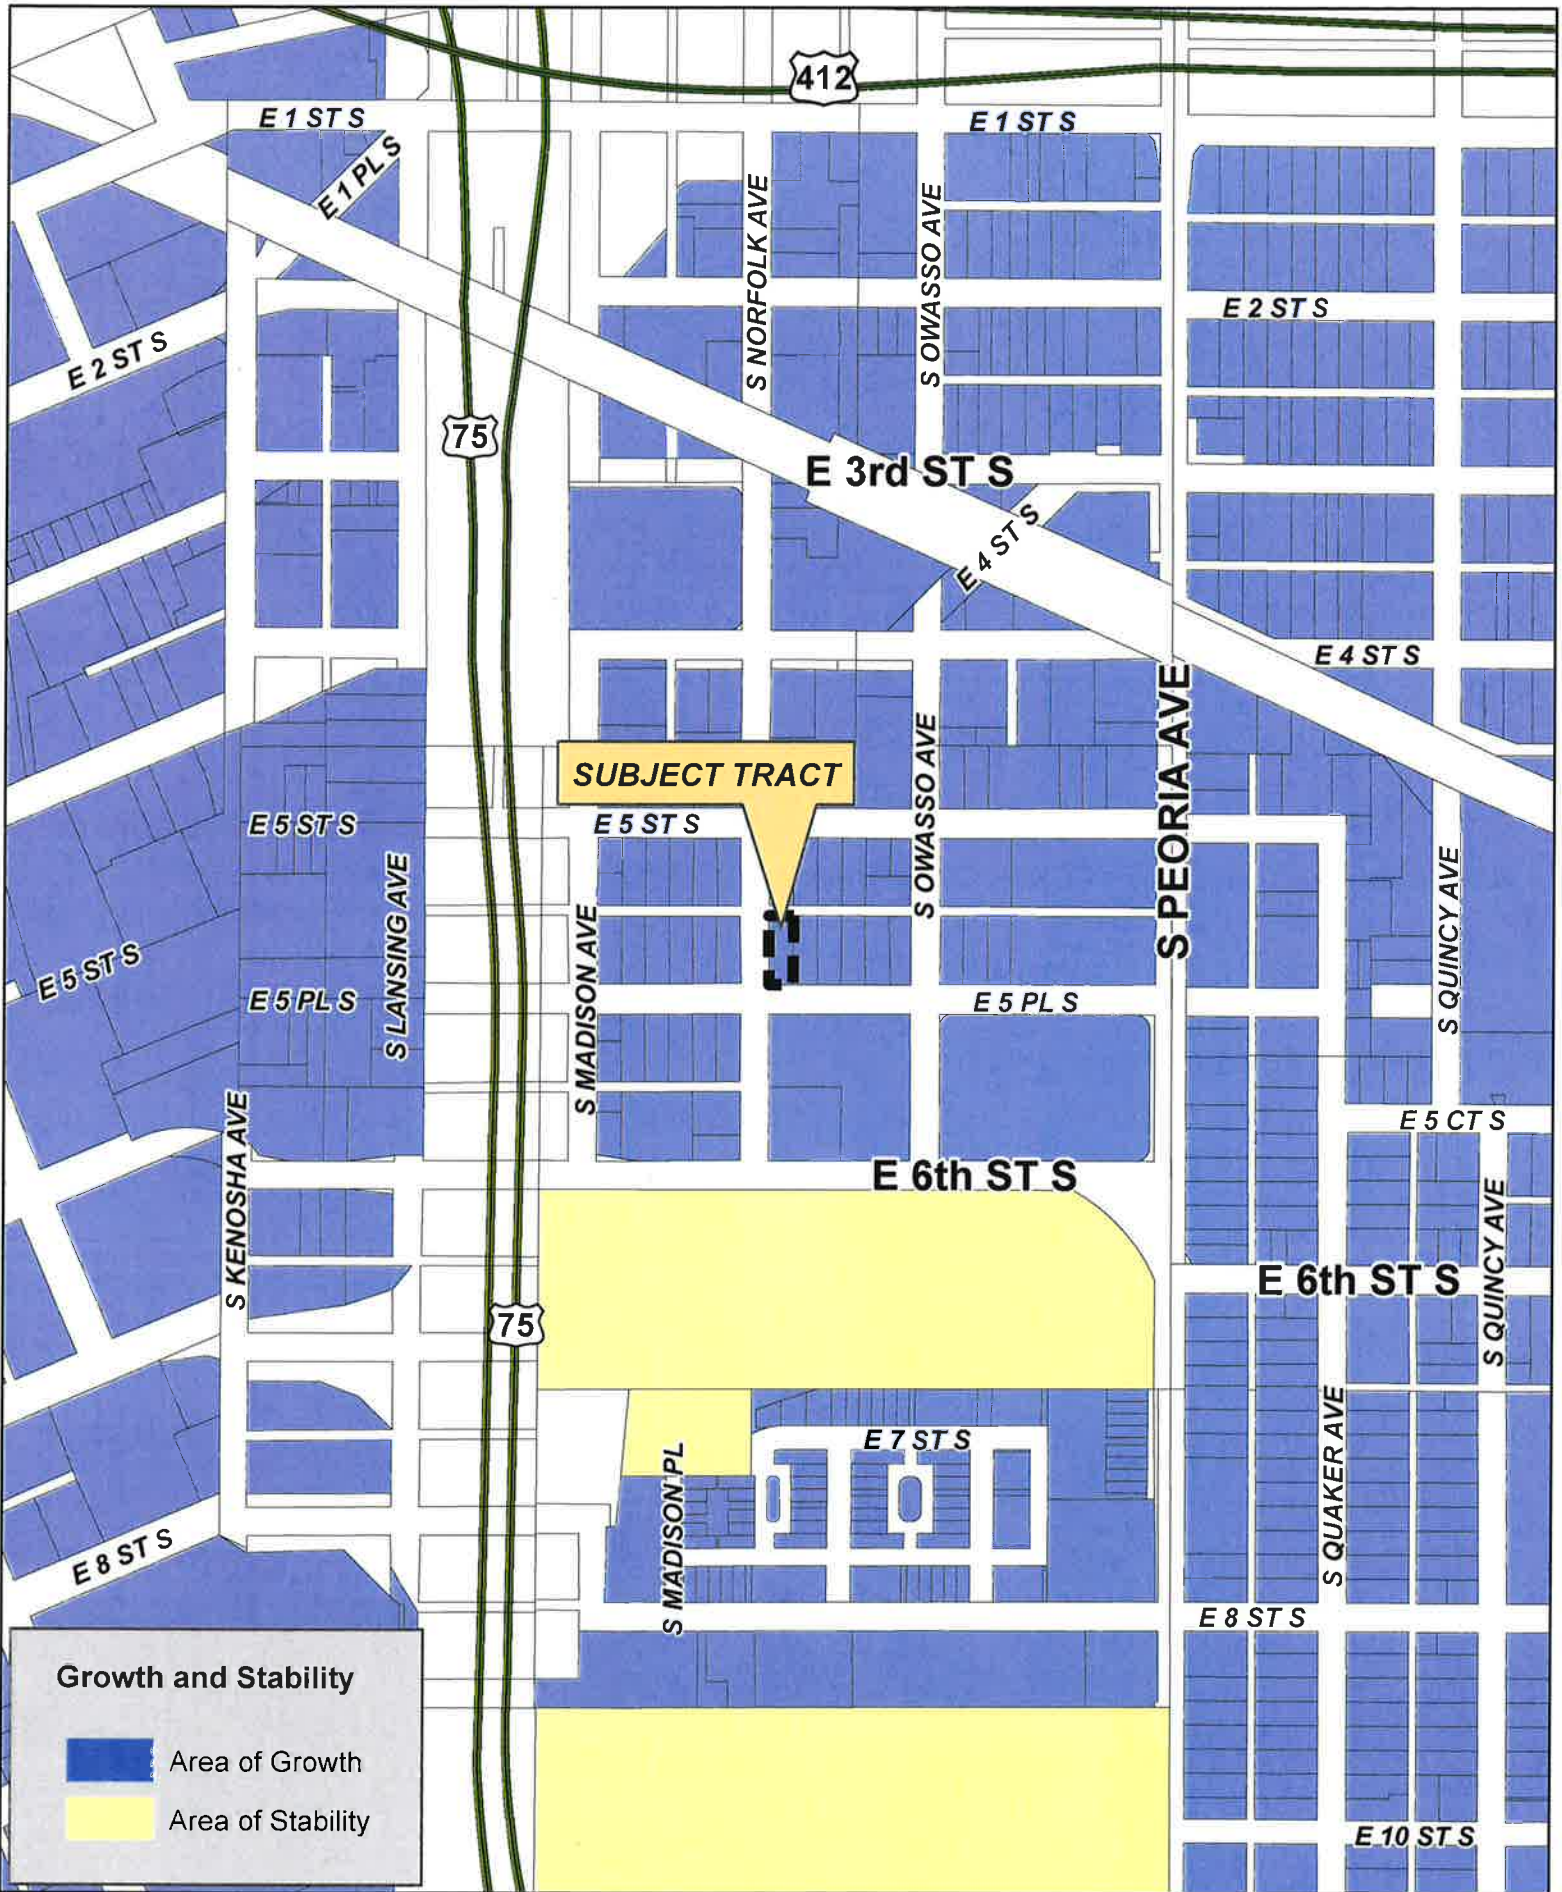 412
E 1 ST S
E 1 ST S
E 1 PL S
S NORFOLK AVE
S OWASSO AVE
E 2 ST S
E 2 ST S
75
E 3rd ST S
E 4 ST S
E 4 ST S
S PEORIA AVE
SUBJECT TRACT
S OWASSO AVE
E 5 ST S
E 5 ST S
S LANSING AVE
S MADISON AVE
S QUINCY AVE
E 5 ST S
E 5 PL S
E 5 PL S
S KENOSHA AVE
E 5 CT S
E 6th ST S
S QUINCY AVE
E 6th ST S
75
S QUAKER AVE
E 7 ST S
S MADISON PL
E 8 ST S
E 8 ST S
Growth and Stability
Area of Growth
Area of Stability
E 10 ST S